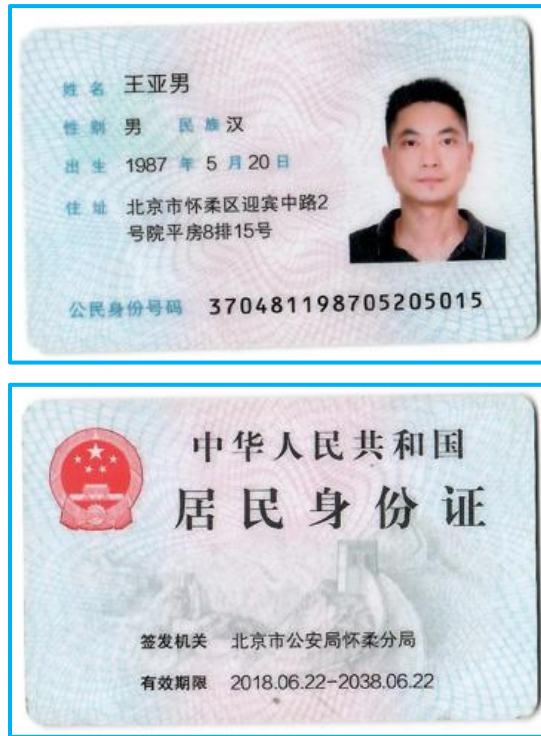 姓名 王亚男
性别 男 民族 汉
出生 1987 年 5 月 20 日
住址 北京市怀柔区迎宾中路2
号院平房8排15号
公民身份号码 370481198705205015
中华人民共和国
居民身份证
签发机关 北京市公安局怀柔分局
有效期限 2018.06.22-2038.06.22